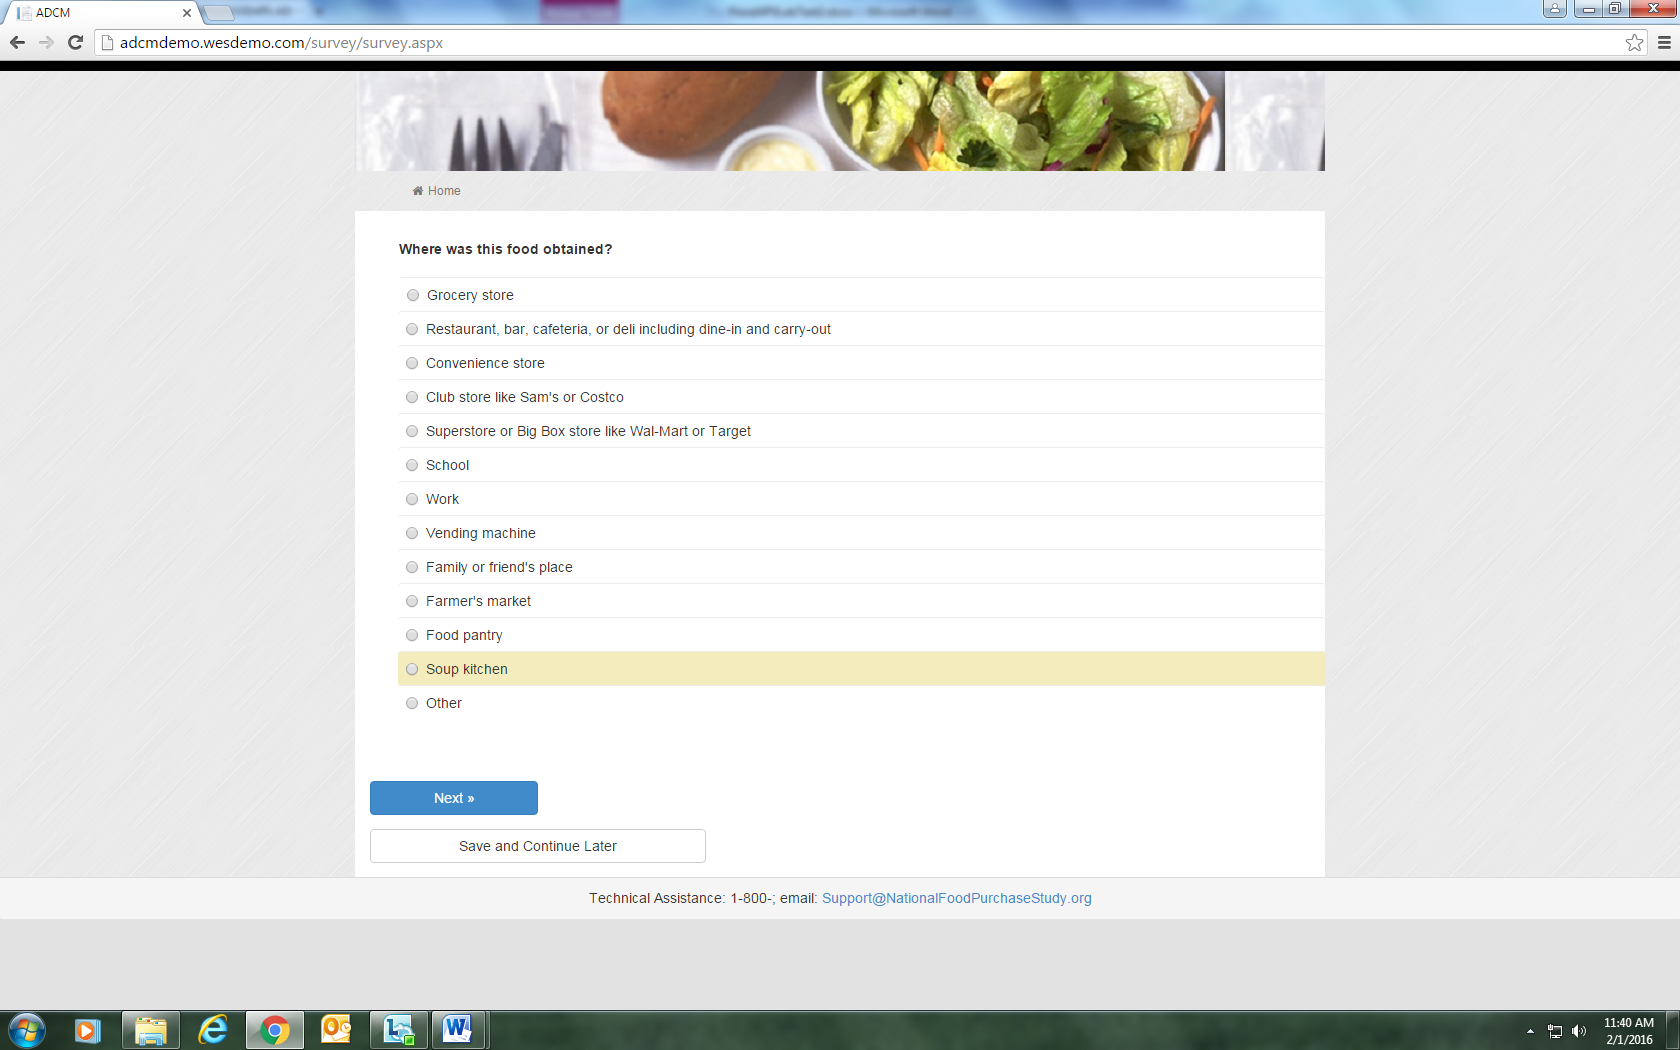 ADCM
adcmdemo.wesdemo.com/survey/survey.aspx
Home
Where was this food obtained?
Grocery store
Restaurant, bar, cafeteria, or deli including dine-in and carry-out
Convenience store
Club store like Sam's or Costco
Superstore or Big Box store like Wal-Mart or Target
School
Work
Vending machine
Family or friend's place
Farmer's market
Food pantry
Soup kitchen
Other
Next »
Save and Continue Later
Technical Assistance: 1-800-; email: Support@NationalFoodPurchaseStudy.org
11:40 AM
2/1/2016